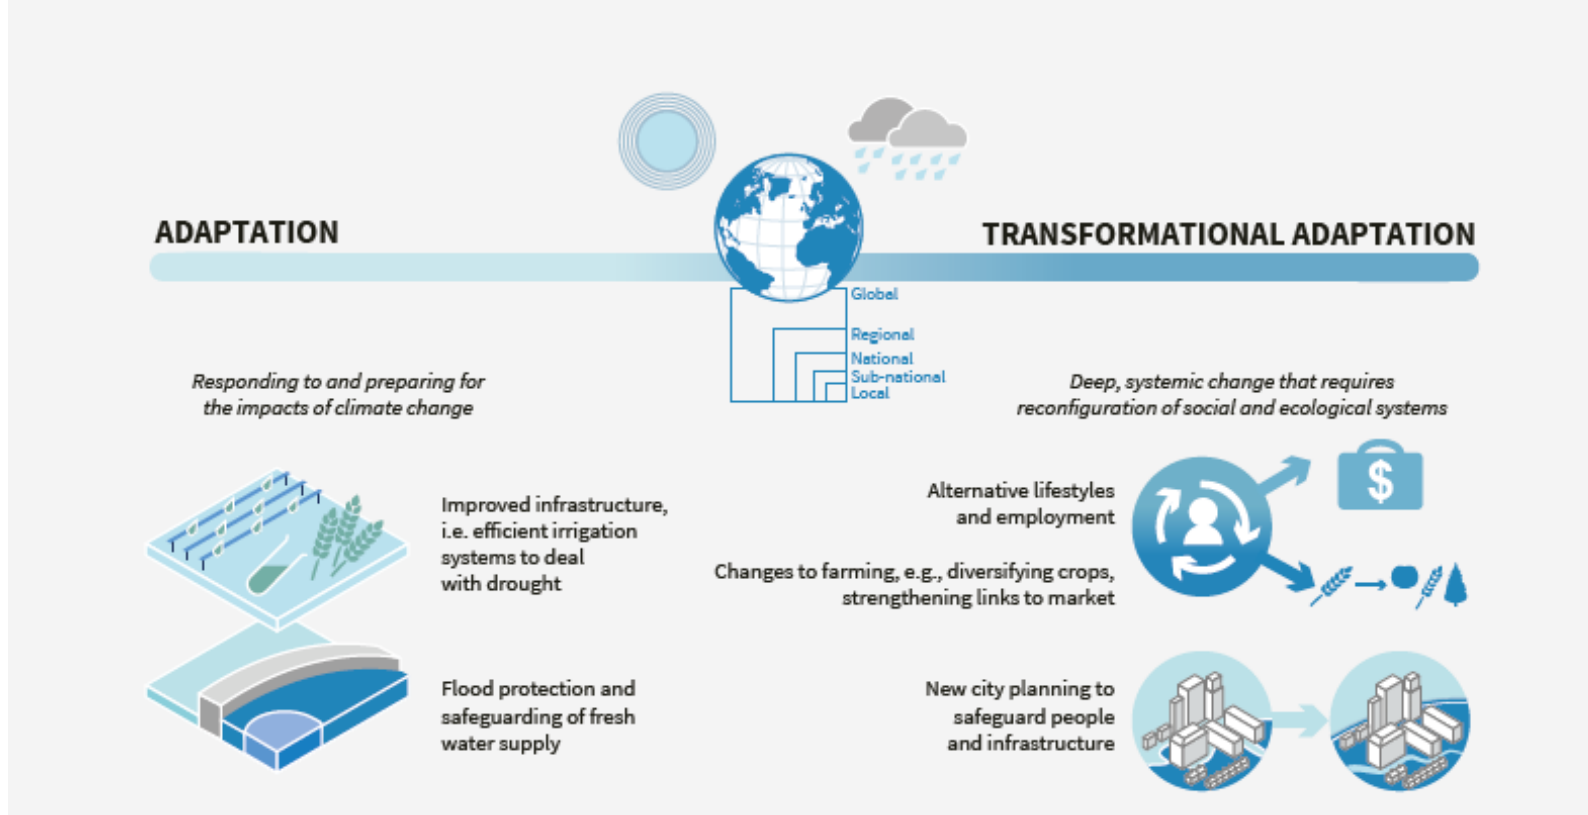 ADAPTATION
TRANSFORMATIONAL ADAPTATION
Global
Regional
National
Sub-national
Local
Responding to and preparing for
the impacts of climate change
Deep, systemic change that requires
reconfiguration of social and ecological systems
Improved infrastructure,
i.e. efficient irrigation
systems to deal
with drought
Flood protection and
safeguarding of fresh
water supply
Alternative lifestyles
and employment
$
Changes to farming, e.g., diversifying crops,
strengthening links to market
New city planning to
safeguard people
and infrastructure